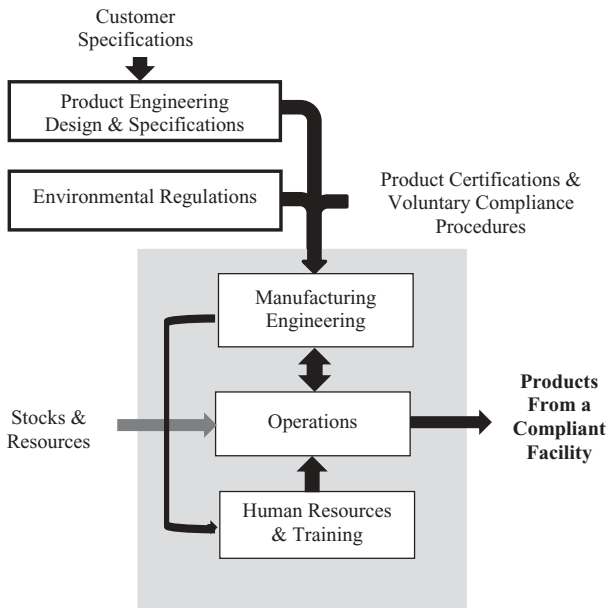 Customer
Specifications
Product Engineering
Design & Specifications
Environmental Regulations
Product Certifications &
Voluntary Compliance
Procedures
Manufacturing
Engineering
Stocks &
Resources
Operations
Products
From a
Compliant
Facility
Human Resources
& Training